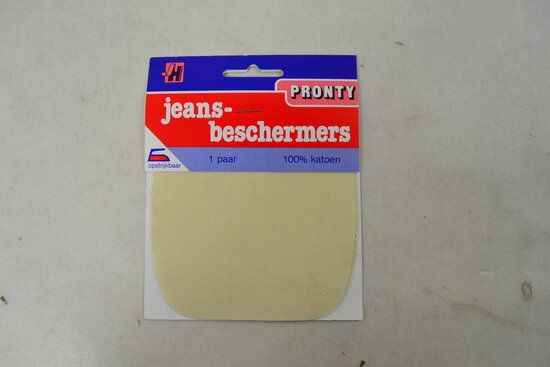 H
PRONTY
jeans-
beschermers
opstrijkbaar
1 paar
100% katoen